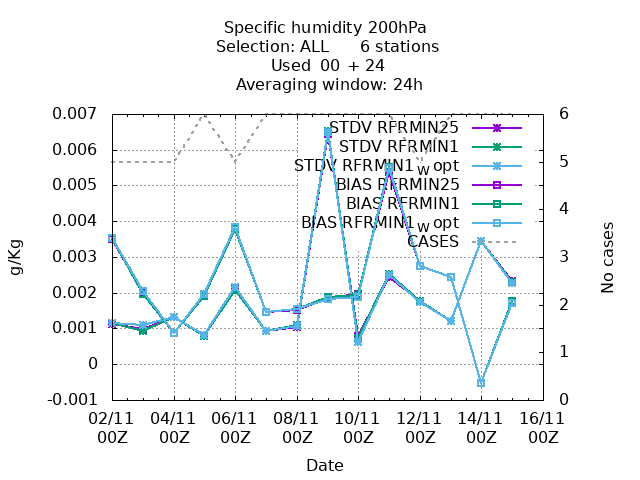 Specific humidity 200hPa
Selection: ALL 6 stations
Used 00 + 24
Averaging window: 24h
0.007
0.006
0.005
0.004
0.003
0.002
0.001
0
-0.001
g/Kg
6
5
4
3
2
1
0
No cases
STDV RFRMIN25
STDV RFRMIN1
STDV RFRMIN1_W opt
BIAS RFRMIN25
BIAS RFRMIN1
BIAS RFRMIN1_W opt
CASES
02/11 04/11 06/11 08/11 10/11 12/11 14/11 16/11
00Z 00Z 00Z 00Z 00Z 00Z 00Z 00Z
Date